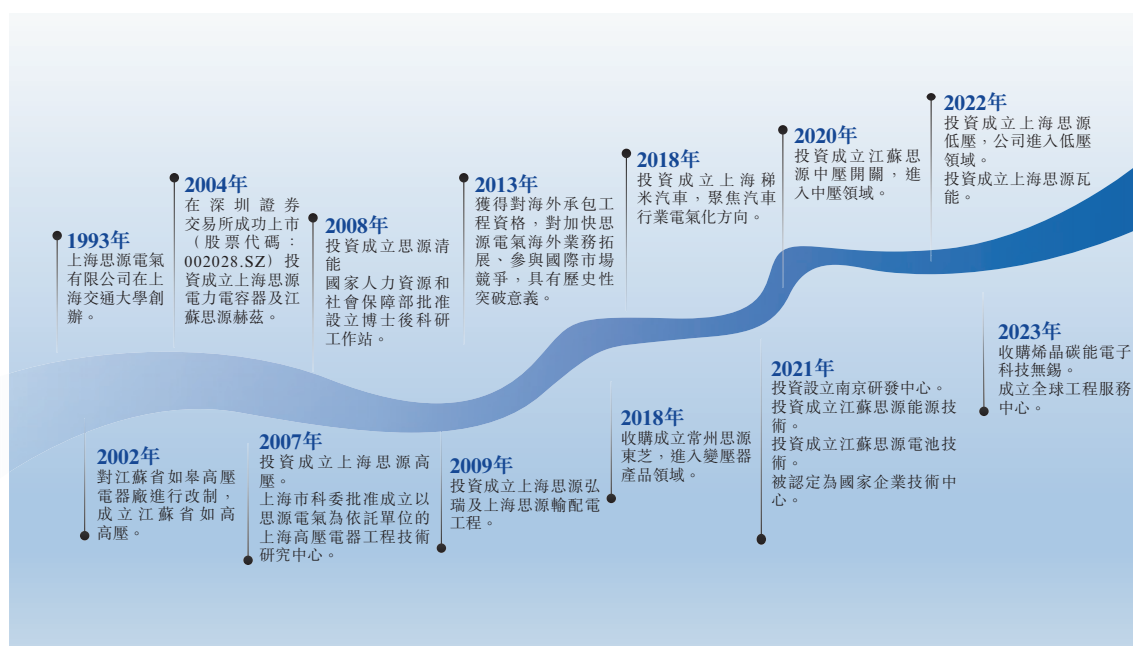 1993年
上海思源電氣
有限公司在上
海交通大學創
辦。
2002年
對江蘇省如皋高壓
電器廠進行改制，
成立江蘇省如高
高壓。
2004年
在深圳證券
交易所成功上市
（股票代碼：
002028.SZ）投
資成立上海思源
電力電容器及江
蘇思源赫茲。
2007年
投資成立上海思源高
壓。
上海市科委批准成立以
思源電氣為依託單位的
上海高壓電器工程技術
研究中心。
2008年
投資成立思源清
能
國家人力資源和
社會保障部批准
設立博士後科研
工作站。
2009年
投資成立上海思源弘
瑞及上海思源輸配電
工程。
2013年
獲得對海外承包工
程資格，對加快思
源電氣海外業務拓
展、參與國際市場
競爭，具有歷史性
突破意義。
2018年
投資成立上海梯
米汽車，聚焦汽車
行業電氣化方向。
2018年
收購成立常州思源
東芝，進入變壓器
產品領域。
2020年
投資成立江蘇思
源中壓開關，進
入中壓領域。
2021年
投資設立南京研發中心。
投資成立江蘇思源能源技
術。
投資成立江蘇思源電池技
術。
被認定為國家企業技術中
心。
2022年
投資成立上海思源
低壓，公司進入低壓
領域。
投資成立上海思源瓦
能。
2023年
收購烯晶碳能電子
科技無錫。
成立全球工程服務
中心。